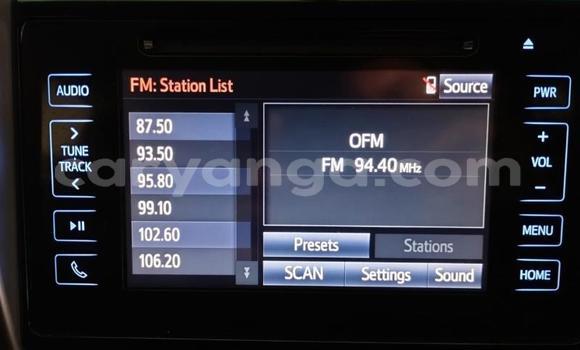 AUDIO
TUNE
TRACK
FM: Station List
Source
87.50
93.50
95.80
99.10
102.60
106.20
OFM
FM 94.40 MHz
Presets
Stations
SCAN
Settings
Sound
PWR
+
VOL
-
MENU
HOME
caryanga.com